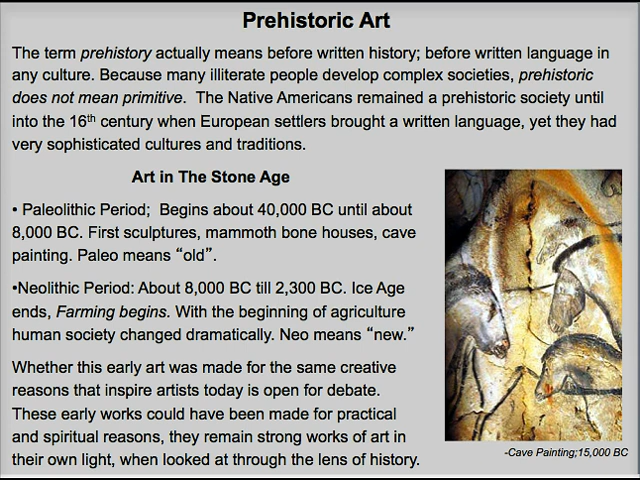 Prehistoric Art
The term prehistory actually means before written history; before written language in
any culture. Because many illiterate people develop complex societies, prehistoric
does not mean primitive. The Native Americans remained a prehistoric society until
into the 16th century when European settlers brought a written language, yet they had
very sophisticated cultures and traditions.
Art in The Stone Age
• Paleolithic Period; Begins about 40,000 BC until about
8,000 BC. First sculptures, mammoth bone houses, cave
painting. Paleo means “old”.
•Neolithic Period: About 8,000 BC till 2,300 BC. Ice Age
ends, Farming begins. With the beginning of agriculture
human society changed dramatically. Neo means “new.”
Whether this early art was made for the same creative
reasons that inspire artists today is open for debate.
These early works could have been made for practical
and spiritual reasons, they remain strong works of art in
their own light, when looked at through the lens of history.
-Cave Painting;15,000 BC